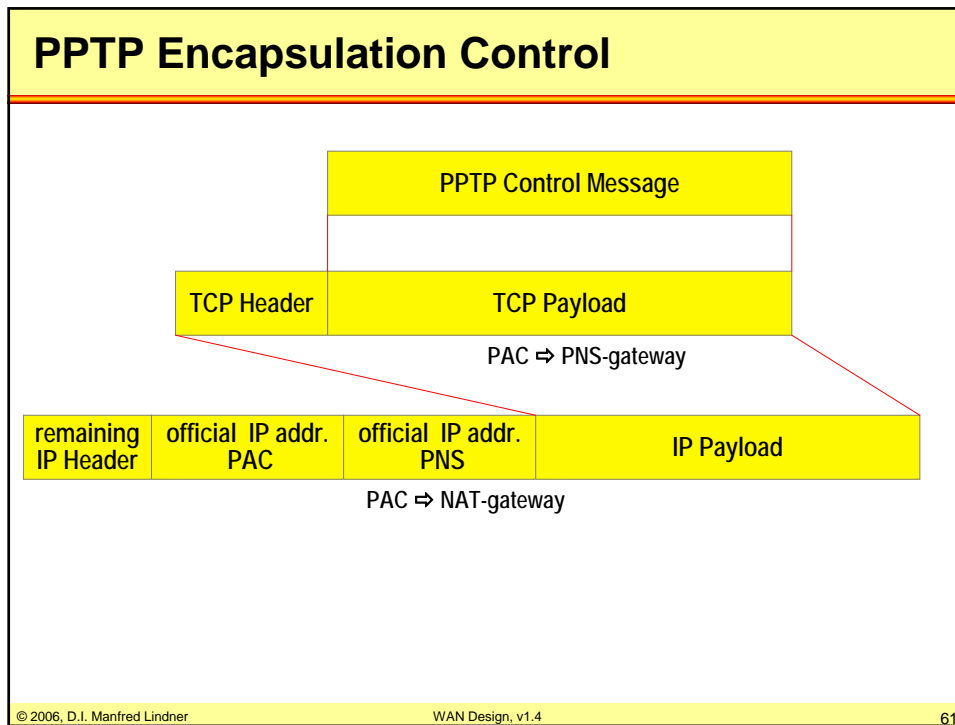 PPTP Encapsulation Control
PPTP Control Message
TCP Header
TCP Payload
PAC ⇨ PNS-gateway
remaining
IP Header
official IP addr.
PAC
official IP addr.
PNS
IP Payload
PAC ⇨ NAT-gateway
© 2006, D.I. Manfred Lindner
WAN Design, v1.4
61